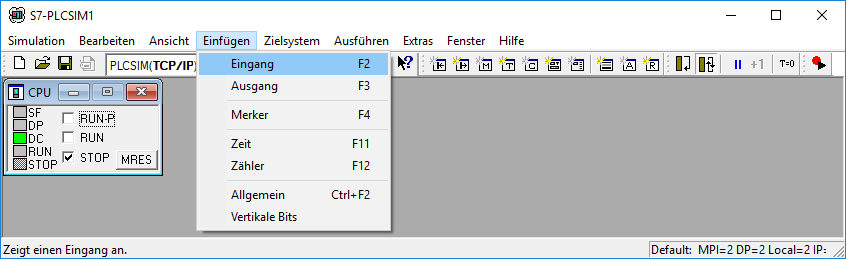 S7-PLCSIM1
Simulation Bearbeiten Ansicht Einfügen Zielsystem Ausführen Extras Fenster Hilfe
PLCSIM(TCP/IP) +1 T=0
Eingang F2
Ausgang F3
Merker F4
Zeit F11
Zähler F12
Allgemein Ctrl+F2
Vertikale Bits
CPU
SF
DP
DC
RUN
STOP
RUN-P
RUN
STOP
MRES
Zeigt einen Eingang an. Default: MPI=2 DP=2 Local=2 IP=